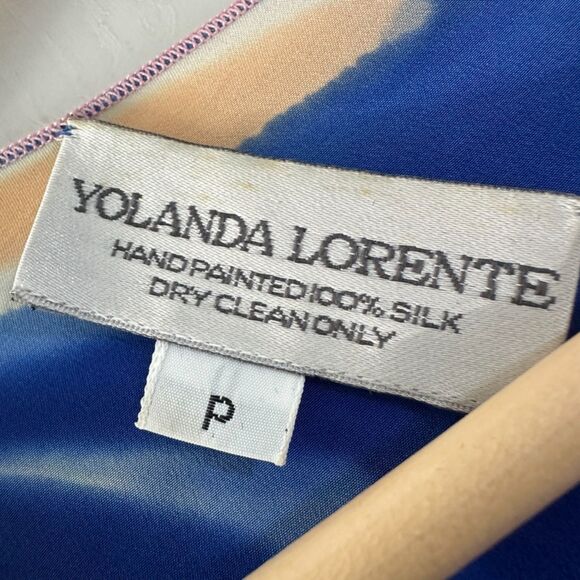 YOLANDA LORENTE
HAND PAINTED 100% SILK
DRY CLEAN ONLY
P